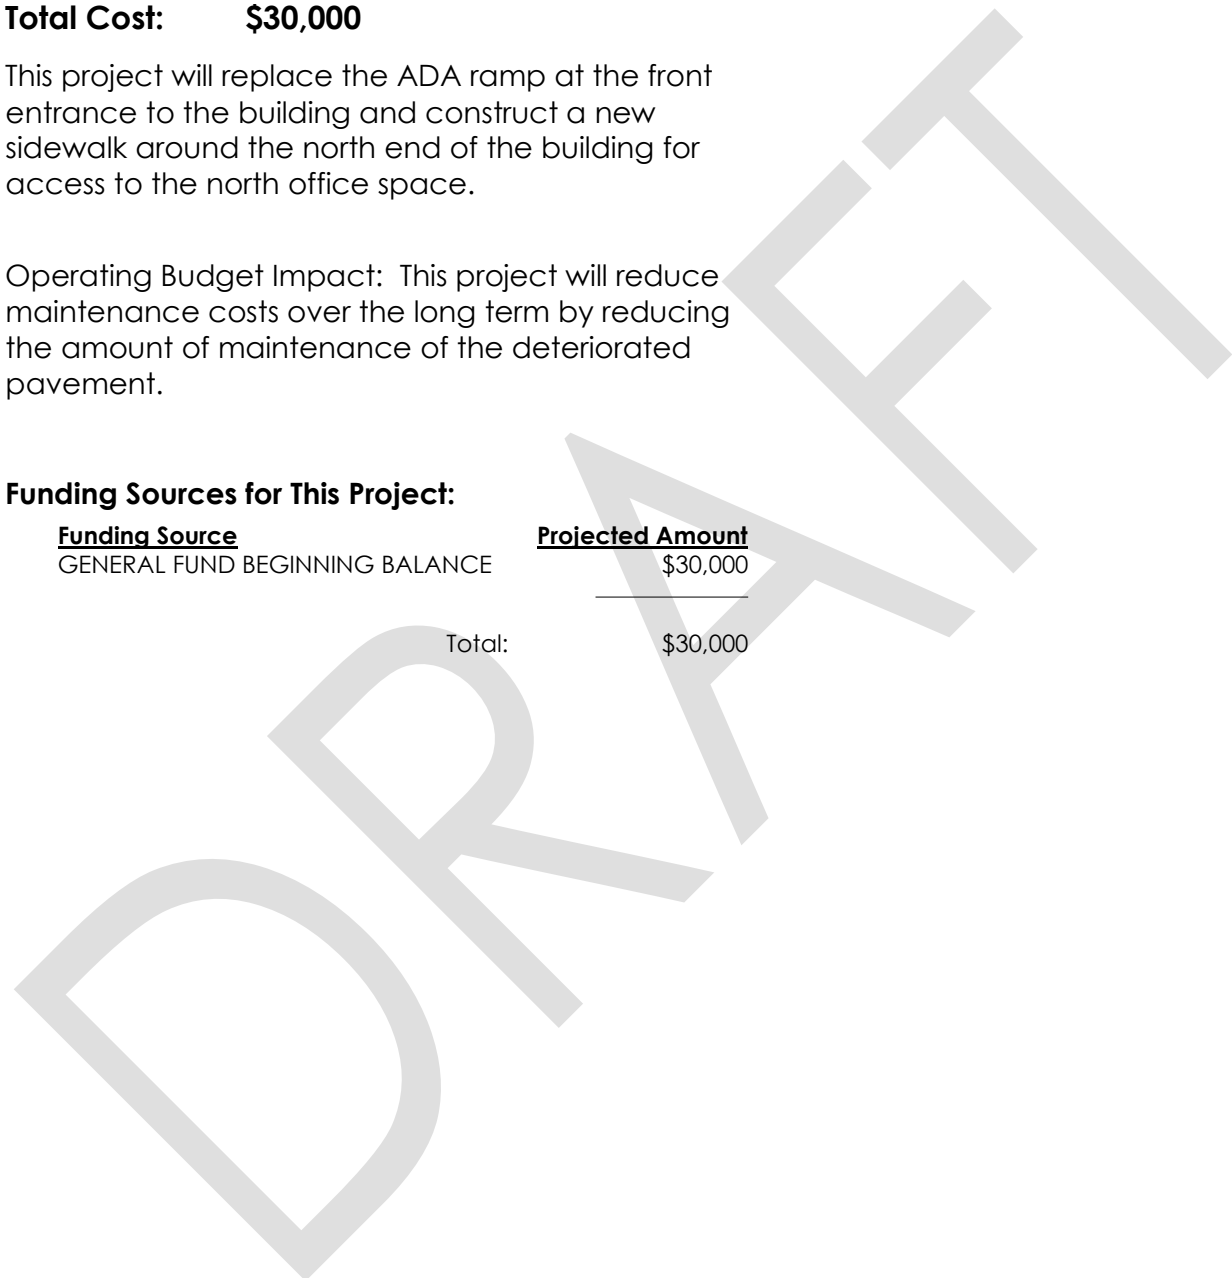 Total Cost: $30,000
This project will replace the ADA ramp at the front
entrance to the building and construct a new
sidewalk around the north end of the building for
access to the north office space.
Operating Budget Impact:  This project will reduce
maintenance costs over the long term by reducing
the amount of maintenance of the deteriorated
pavement.
Funding Sources for This Project:
Funding Source Projected Amount
GENERAL FUND BEGINNING BALANCE $30,000
Total: $30,000
DRAFT